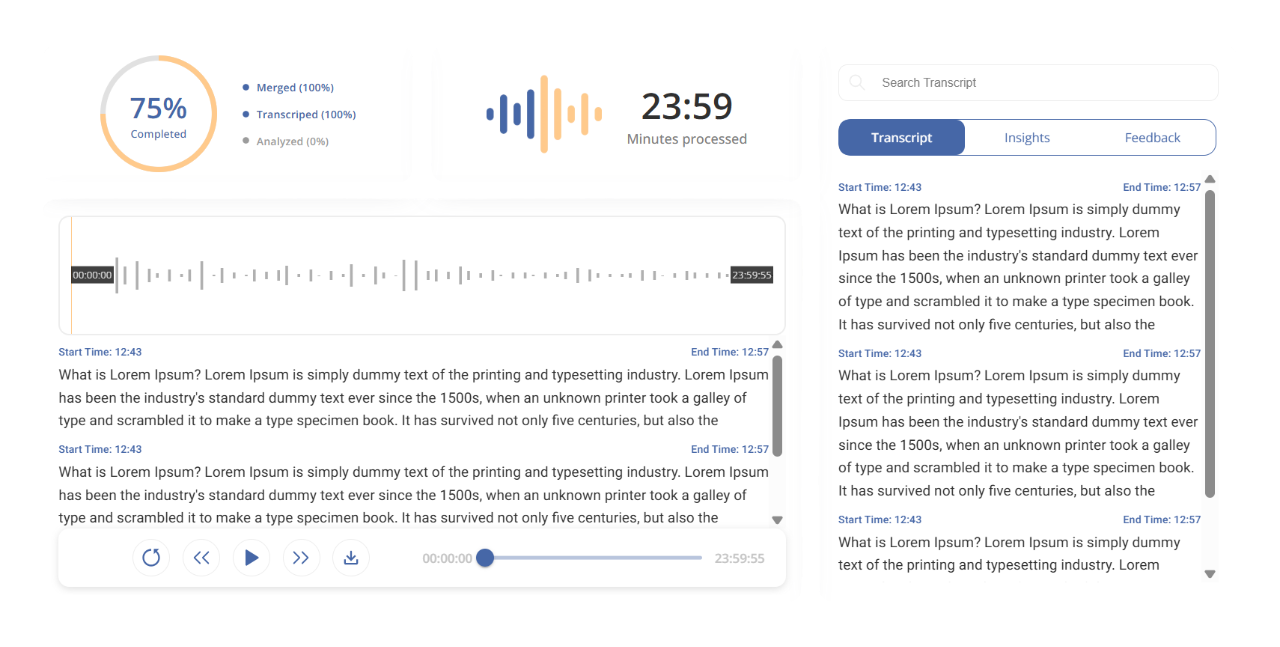 75%
Completed
Merged (100%)
Transcriped (100%)
Analyzed (0%)
23:59
Minutes processed
00:00:00
23:59:55
Start Time: 12:43 End Time: 12:57
What is Lorem Ipsum? Lorem Ipsum is simply dummy text of the printing and typesetting industry. Lorem Ipsum
has been the industry's standard dummy text ever since the 1500s, when an unknown printer took a galley of
type and scrambled it to make a type specimen book. It has survived not only five centuries, but also the
Start Time: 12:43 End Time: 12:57
What is Lorem Ipsum? Lorem Ipsum is simply dummy text of the printing and typesetting industry. Lorem Ipsum
has been the industry's standard dummy text ever since the 1500s, when an unknown printer took a galley of
type and scrambled it to make a type specimen book. It has survived not only five centuries, but also the
00:00:00 23:59:55
Search Transcript
Transcript Insights Feedback
Start Time: 12:43 End Time: 12:57
What is Lorem Ipsum? Lorem Ipsum is simply dummy
text of the printing and typesetting industry. Lorem
Ipsum has been the industry's standard dummy text ever
since the 1500s, when an unknown printer took a galley
of type and scrambled it to make a type specimen book.
It has survived not only five centuries, but also the
Start Time: 12:43 End Time: 12:57
What is Lorem Ipsum? Lorem Ipsum is simply dummy
text of the printing and typesetting industry. Lorem
Ipsum has been the industry's standard dummy text ever
since the 1500s, when an unknown printer took a galley
of type and scrambled it to make a type specimen book.
It has survived not only five centuries, but also the
Start Time: 12:43 End Time: 12:57
What is Lorem Ipsum? Lorem Ipsum is simply dummy
text of the printing and typesetting industry. Lorem